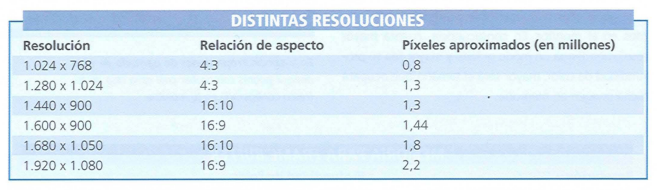 DISTINTAS RESOLUCIONES
Resolución Relación de aspecto Píxeles aproximados (en millones)
1.024 x 768 4:3 0,8
1.280 x 1.024 4:3 1,3
1.440 x 900 16:10 1,3
1.600 x 900 16:9 1,44
1.680 x 1.050 16:10 1,8
1.920 x 1.080 16:9 2,2